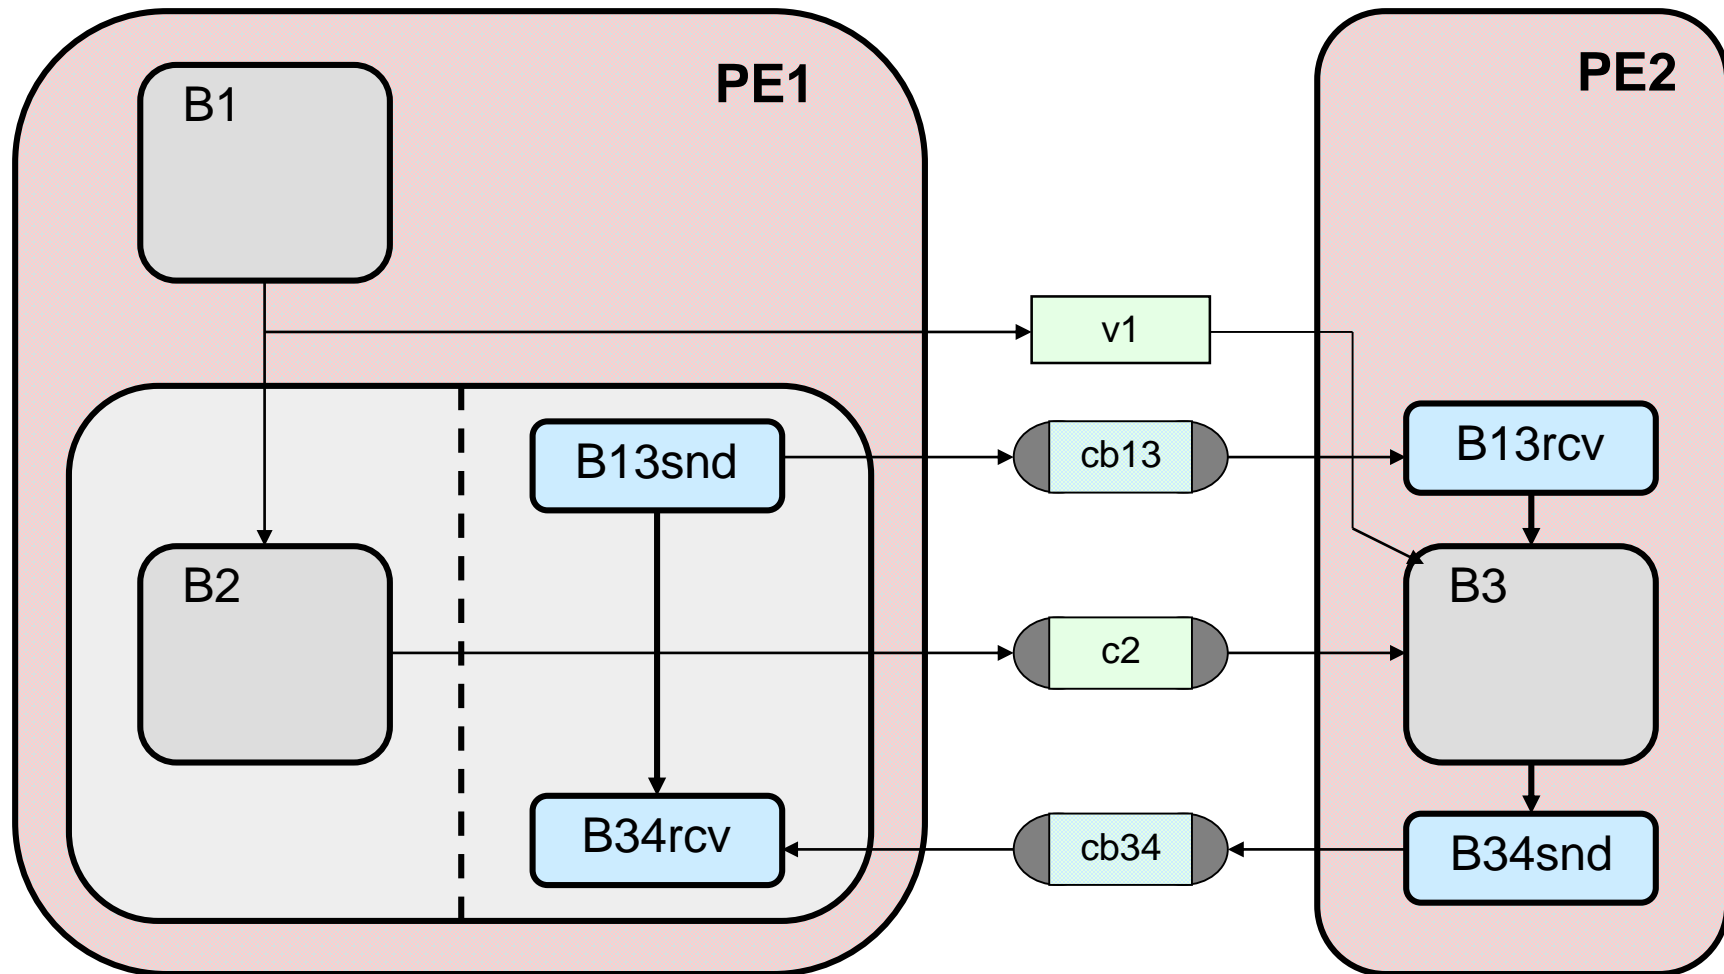 PE1
PE2
B1
v1
B13snd
cb13
B13rcv
B2
c2
B3
B34rcv
cb34
B34snd